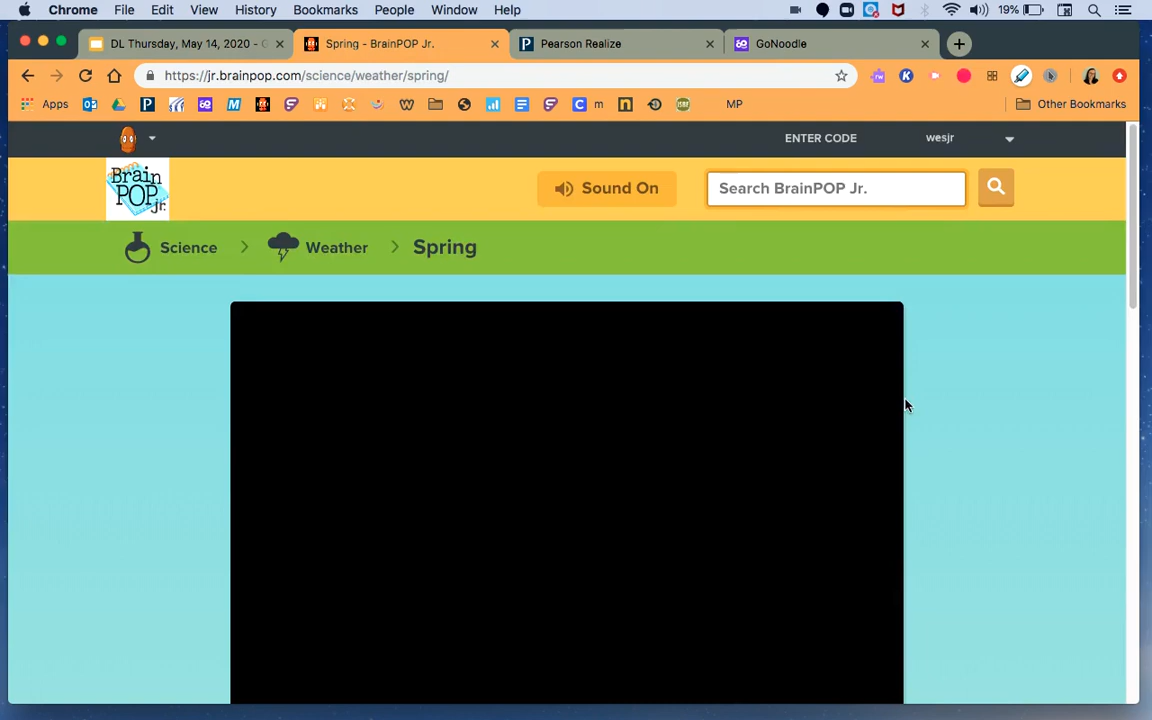 Chrome File Edit View History Bookmarks People Window Help 19%
DL Thursday, May 14, 2020 - G Spring - BrainPOP Jr. Pearson Realize GoNoodle
https://jr.brainpop.com/science/weather/spring/
Apps m MP Other Bookmarks
ENTER CODE wesjr
Brain POP jr. Sound On Search BrainPOP Jr.
Science Weather Spring